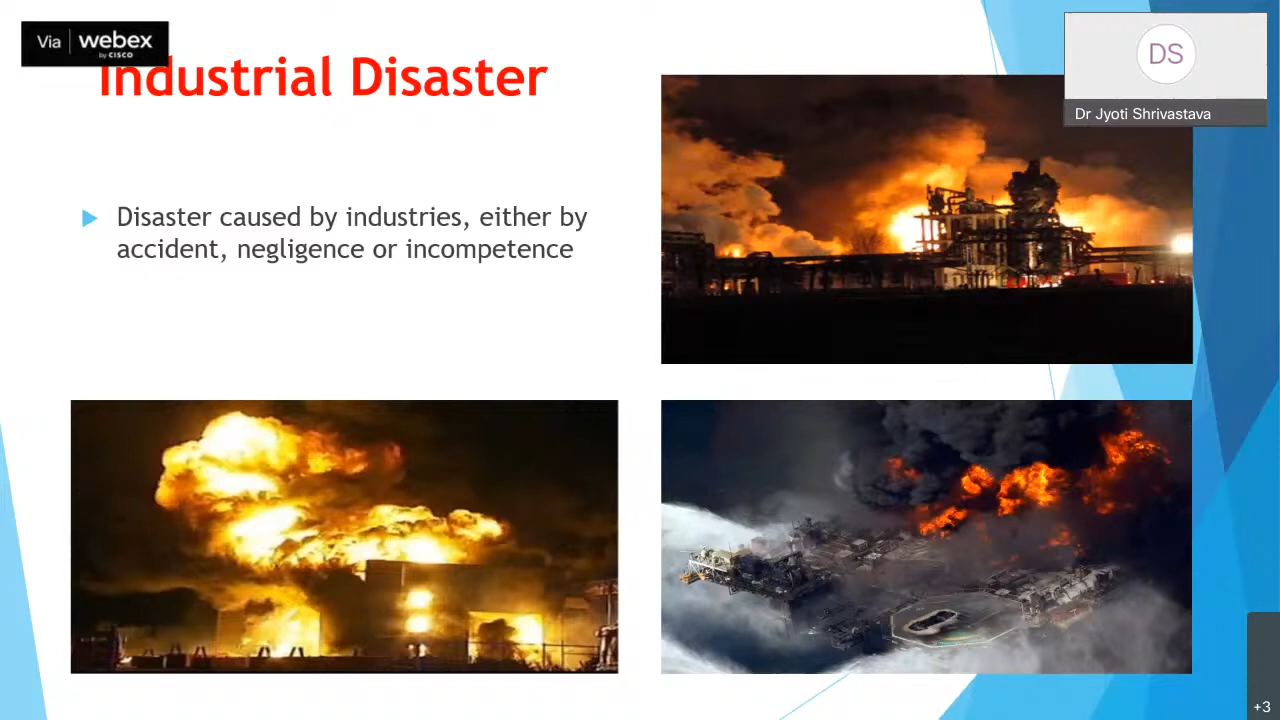 Via webex
by CISCO
Industrial Disaster
DS
Dr Jyoti Shrivastava
Disaster caused by industries, either by
accident, negligence or incompetence
+3